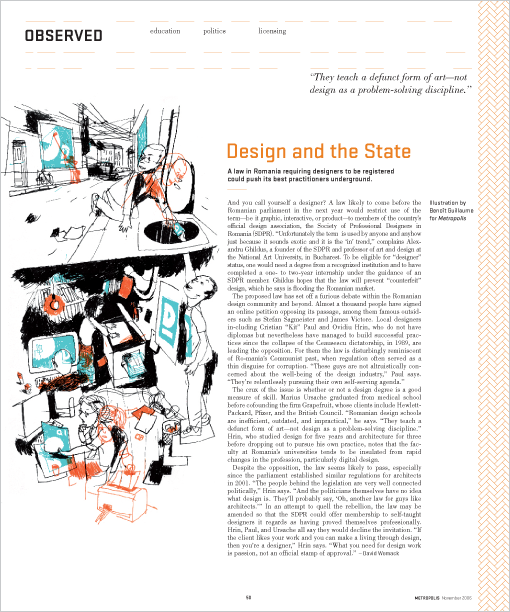 OBSERVED
education politics licensing
“They teach a defunct form of art—not
design as a problem-solving discipline.”
Design and the State
A law in Romania requiring designers to be registered
could push its best practitioners underground.
And you call yourself a designer? A law likely to come before the
Romanian parliament in the next year would restrict use of the
term—be it graphic, interactive, or product—to members of the country’s
official design association, the Society of Professional Designers in
Romania (SDPR). “Unfortunately the term is used by anyone and anyhow
just because it sounds exotic and it is the ‘in’ trend,” complains Alex-
andru Ghildus, a founder of the SDPR and professor of art and design at
the National Art University, in Bucharest. To be eligible for “designer”
status, one would need a degree from a recognized institution and to have
completed a one- to two-year internship under the guidance of an
SDPR member. Ghildus hopes that the law will prevent “counterfeit”
design, which he says is flooding the Romanian market.
The proposed law has set off a furious debate within the Romanian
design community and beyond. Almost a thousand people have signed
an online petition opposing its passage, among them famous outsid-
ers such as Stefan Sagmeister and James Victore. Local designers
in-cluding Cristian “Kit” Paul and Ovidiu Hrin, who do not have
diplomas but nevertheless have managed to build successful prac-
tices since the collapse of the Ceausescu dictatorship, in 1989, are
leading the opposition. For them the law is disturbingly reminiscent
of Ro-mania’s Communist past, when regulation often served as a
thin disguise for corruption. “These guys are not altruistically con-
cerned about the well-being of the design industry,” Paul says.
“They’re relentlessly pursuing their own self-serving agenda.”
The crux of the issue is whether or not a design degree is a good
measure of skill. Marius Ursache graduated from medical school
before cofounding the firm Grapefruit, whose clients include Hewlett-
Packard, Pfizer, and the British Council. “Romanian design schools
are inefficient, outdated, and impractical,” he says. “They teach a
defunct form of art—not design as a problem-solving discipline.”
Hrin, who studied design for five years and architecture for three
before dropping out to pursue his own practice, notes that the fac-
ulty at Romania’s universities tends to be insulated from rapid
changes in the profession, particularly digital design.
Despite the opposition, the law seems likely to pass, especially
since the parliament established similar regulations for architects
in 2001. “The people behind the legislation are very well connected
politically,” Hrin says. “And the politicians themselves have no idea
what design is. They’ll probably say, ‘Oh, another law for guys like
architects.’” In an attempt to quell the rebellion, the law may be
amended so that the SDPR could offer membership to self-taught
designers it regards as having proved themselves professionally.
Hrin, Paul, and Ursache all say they would decline the invitation. “If
the client likes your work and you can make a living through design,
then you’re a designer,” Hrin says. “What you need for design work
is passion, not an official stamp of approval.” –David Womack
Illustration by
Benoît Guillaume
for Metropolis
50
METROPOLIS November 2006